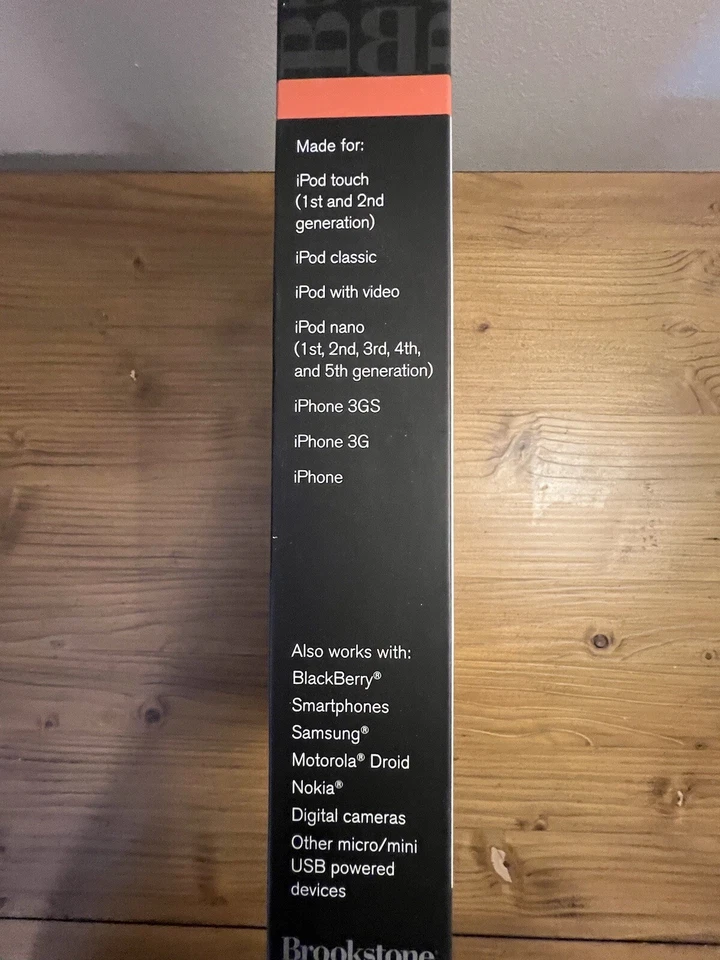 Made for:
iPod touch
(1st and 2nd
generation)
iPod classic
iPod with video
iPod nano
(1st, 2nd, 3rd, 4th,
and 5th generation)
iPhone 3GS
iPhone 3G
iPhone
Also works with:
BlackBerry®
Smartphones
Samsung®
Motorola® Droid
Nokia®
Digital cameras
Other micro/mini
USB powered
devices
Brookstone